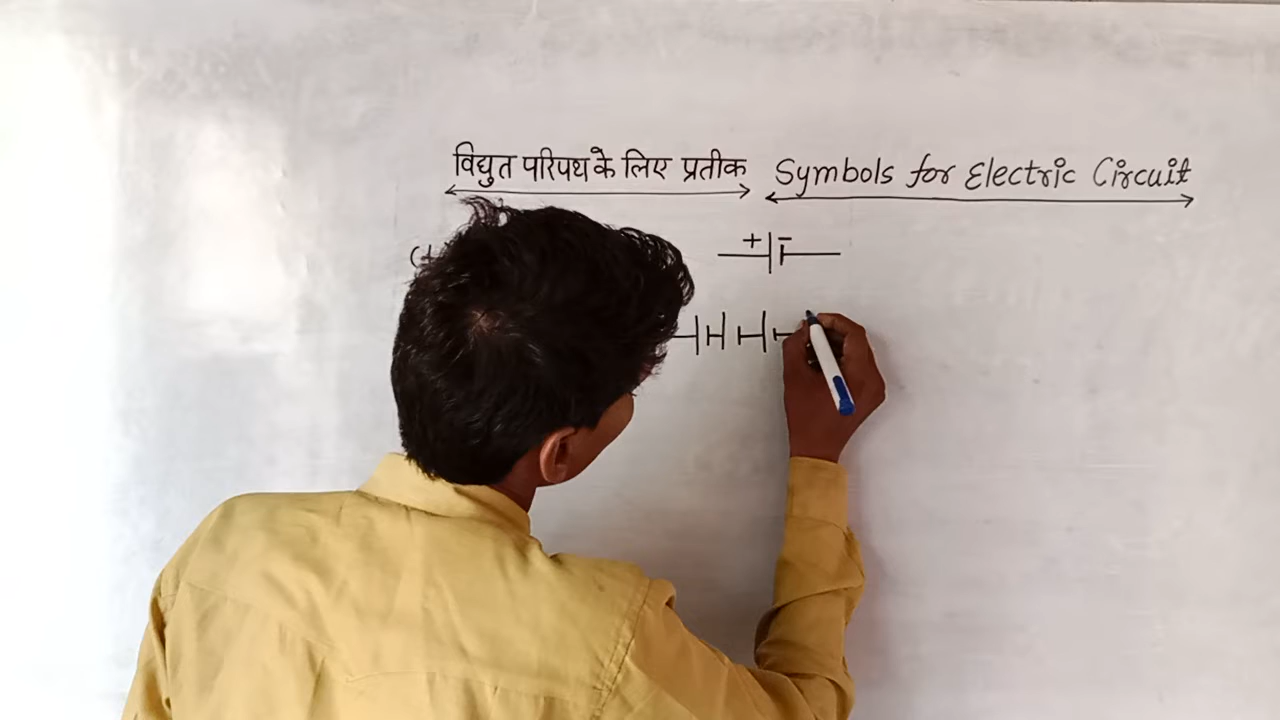 विद्युत परिपथ के लिए प्रतीक Symbols for Electric Circuit
+ -